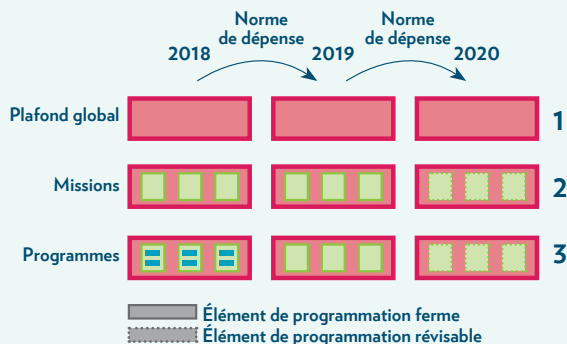 Norme
de dépense
Norme
de dépense
2018
2019
2020
Plafond global
1
Missions
2
Programmes
3
Élément de programmation ferme
Élément de programmation révisable